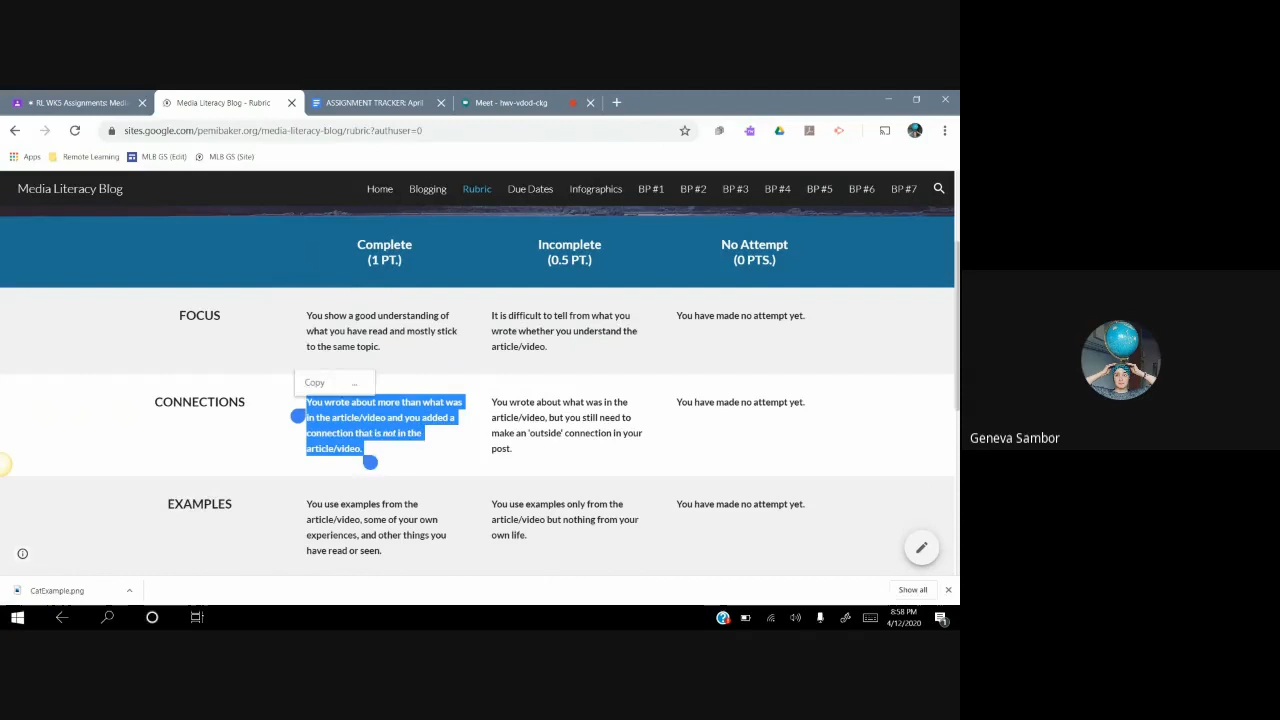 RL WKS Assignments: Medi
Media Literacy Blog - Rubric
ASSIGNMENT TRACKER: April
Meet - hwv-vdod-ckg
sites.google.com/pemibaker.org/media-literacy-blog/rubric?authuser=0
Apps
Remote Learning
MLB GS (Edit)
MLB GS (Site)
Media Literacy Blog
Home
Blogging
Rubric
Due Dates
Infographics
BP #1
BP #2
BP #3
BP #4
BP #5
BP #6
BP #7
Complete
(1 PT.)
Incomplete
(0.5 PT.)
No Attempt
(0 PTS.)
FOCUS
You show a good understanding of
what you have read and mostly stick
to the same topic.
It is difficult to tell from what you
wrote whether you understand the
article/video.
You have made no attempt yet.
Copy
...
CONNECTIONS
You wrote about more than what was
in the article/video and you added a
connection that is not in the
article/video.
You wrote about what was in the
article/video, but you still need to
make an 'outside' connection in your
post.
You have made no attempt yet.
EXAMPLES
You use examples from the
article/video, some of your own
experiences, and other things you
have read or seen.
You use examples only from the
article/video but nothing from your
own life.
You have made no attempt yet.
CatExample.png
Show all
8:58 PM
4/12/2020
Geneva Sambor